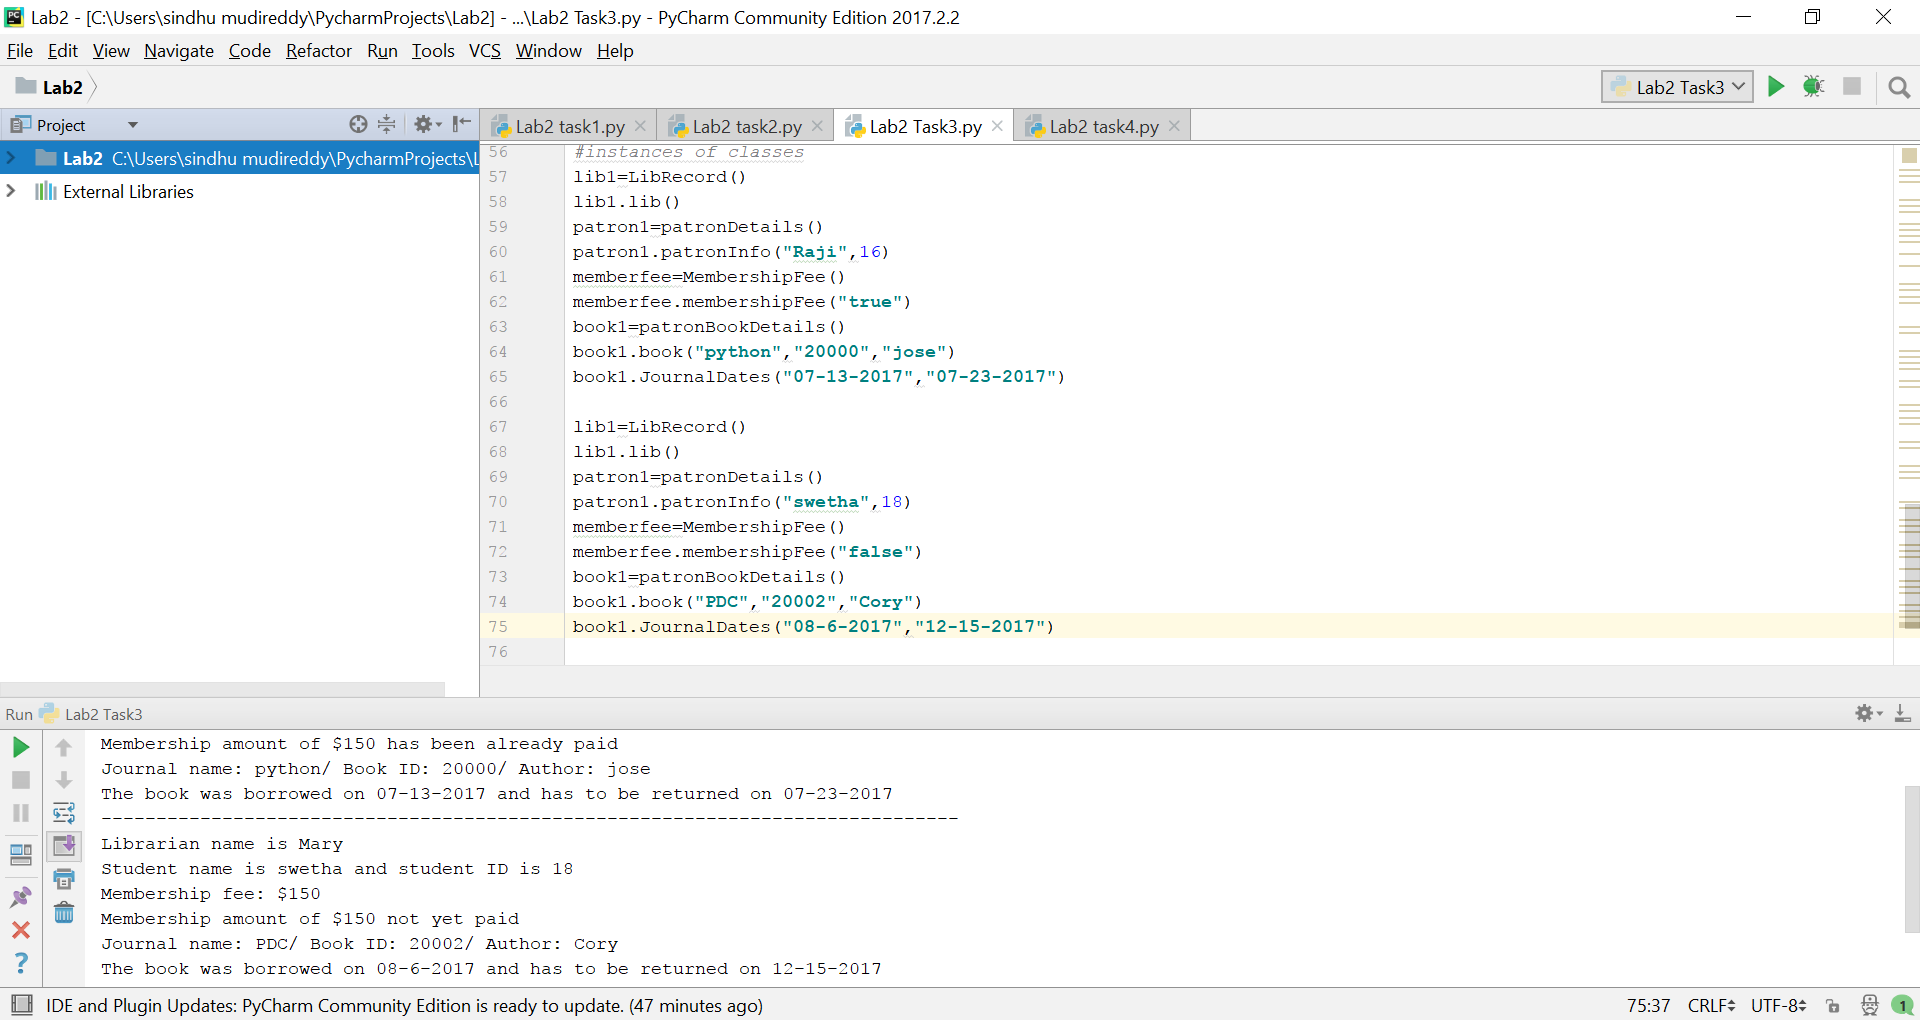 Lab2 - [C:\Users\sindhu mudireddy\PycharmProjects\Lab2] - ...\Lab2 Task3.py - PyCharm Community Edition 2017.2.2
File Edit View Navigate Code Refactor Run Tools VCS Window Help
Lab2
Lab2 Task3
Project
Lab2 task1.py
Lab2 task2.py
Lab2 Task3.py
Lab2 task4.py
Lab2 C:\Users\sindhu mudireddy\PycharmProjects\L
External Libraries
56 #instances of classes
57 lib1=LibRecord()
58 lib1.lib()
59 patron1=patronDetails()
60 patron1.patronInfo("Raji",16)
61 memberfee=MembershipFee()
62 memberfee.membershipFee("true")
63 book1=patronBookDetails()
64 book1.book("python","20000","jose")
65 book1.JournalDates("07-13-2017","07-23-2017")
66
67 lib1=LibRecord()
68 lib1.lib()
69 patron1=patronDetails()
70 patron1.patronInfo("swetha",18)
71 memberfee=MembershipFee()
72 memberfee.membershipFee("false")
73 book1=patronBookDetails()
74 book1.book("PDC","20002","Cory")
75 book1.JournalDates("08-6-2017","12-15-2017")
76
Run Lab2 Task3
Membership amount of $150 has been already paid
Journal name: python/ Book ID: 20000/ Author: jose
The book was borrowed on 07-13-2017 and has to be returned on 07-23-2017
------------------------------------------------------------------------------
Librarian name is Mary
Student name is swetha and student ID is 18
Membership fee: $150
Membership amount of $150 not yet paid
Journal name: PDC/ Book ID: 20002/ Author: Cory
The book was borrowed on 08-6-2017 and has to be returned on 12-15-2017
IDE and Plugin Updates: PyCharm Community Edition is ready to update. (47 minutes ago)
75:37 CRLF UTF-8 1